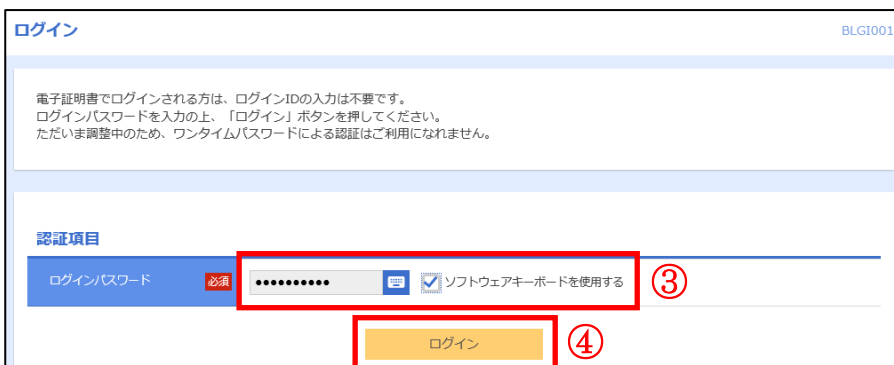 ログイン
BLGI001
電子証明書でログインされる方は、ログインIDの入力は不要です。
ログインパスワードを入力の上、「ログイン」ボタンを押してください。
ただいま調整中のため、ワンタイムパスワードによる認証はご利用になれません。
認証項目
ログインパスワード 必須 •••••••••• ソフトウェアキーボードを使用する ③
ログイン ④